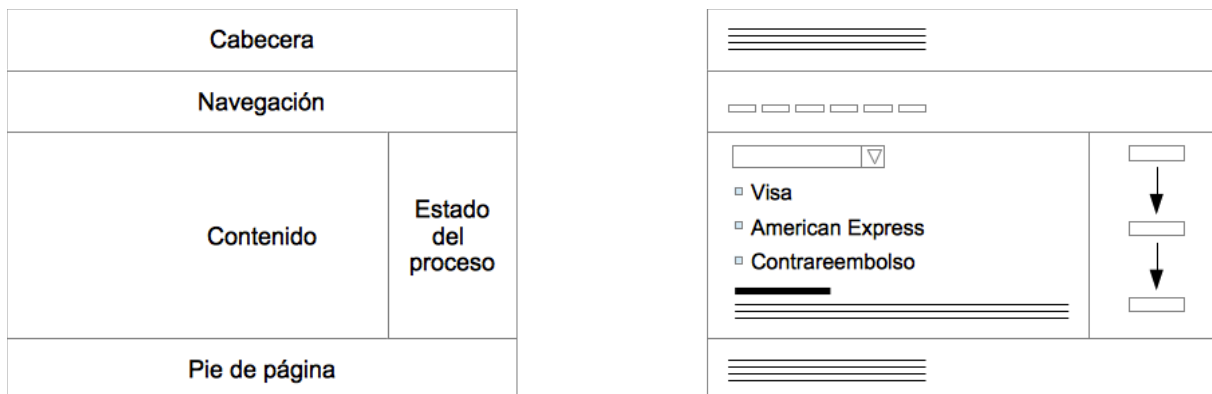 Cabecera
Navegación
Contenido
Estado
del
proceso
Pie de página
Visa
American Express
Contrareembolso